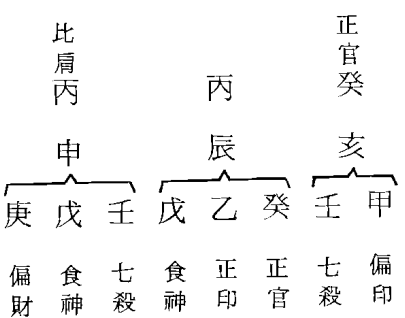 比肩 正官
丙 丙 癸
申 辰 亥
庚 戊 壬 戊 乙 癸 壬 甲
偏財 食神 七殺 食神 正印 正官 七殺 偏印